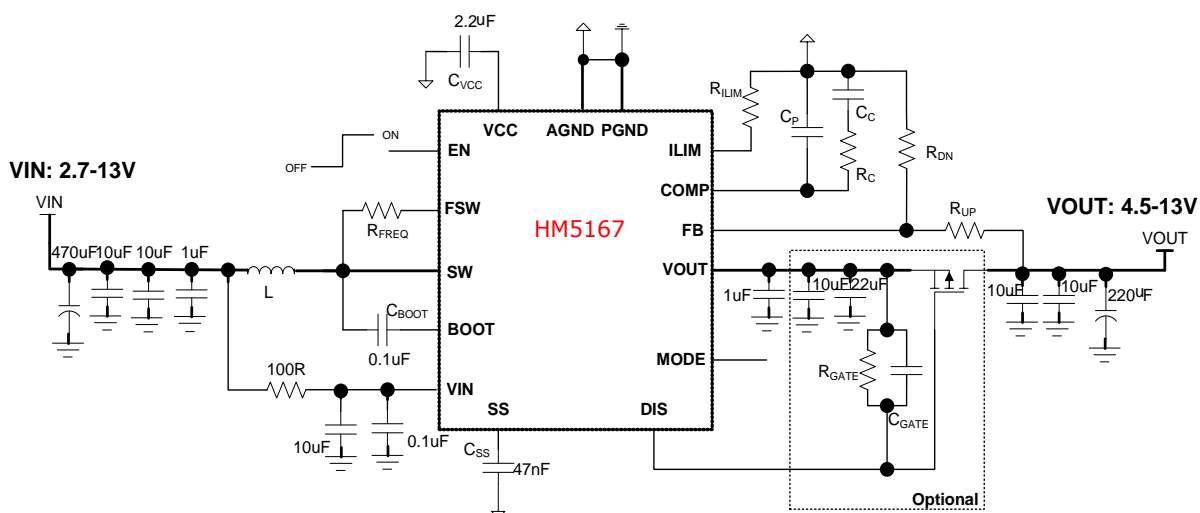 2.2uF
CVCC
VCC
AGND
PGND
RILIM
CP
CC
RC
RDN
ON
OFF
EN
ILIM
COMP
VIN: 2.7-13V
VIN
FSW
RFREQ
HM5167
FB
RUP
VOUT: 4.5-13V
VOUT
470uF
10uF
10uF
1uF
L
SW
VOUT
1uF
10uF
22uF
10uF
10uF
220uF
CBOOT
0.1uF
BOOT
MODE
RGATE
CGATE
100R
VIN
10uF
0.1uF
SS
DIS
CSS
47nF
Optional